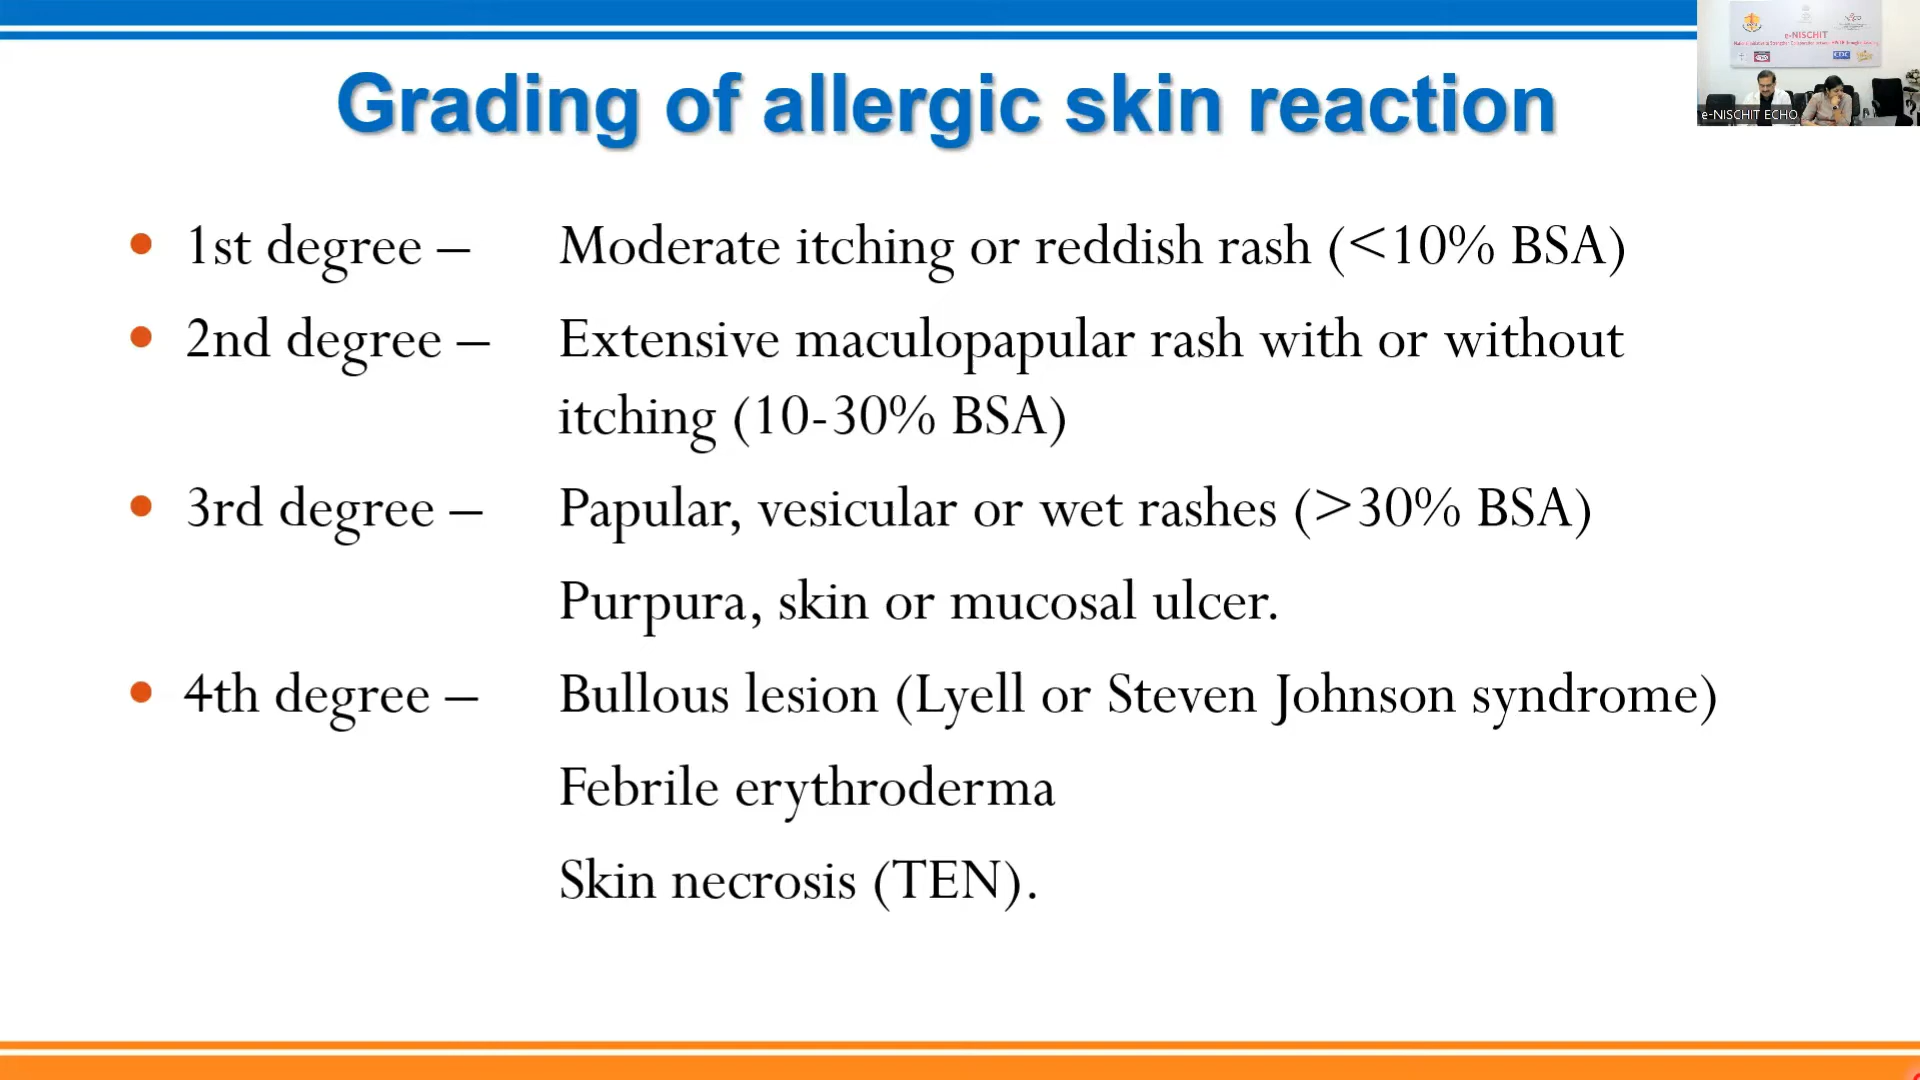 Grading of allergic skin reaction
• 1st degree – Moderate itching or reddish rash (<10% BSA)
• 2nd degree – Extensive maculopapular rash with or without
itching (10-30% BSA)
• 3rd degree – Papular, vesicular or wet rashes (>30% BSA)
Purpura, skin or mucosal ulcer.
• 4th degree – Bullous lesion (Lyell or Steven Johnson syndrome)
Febrile erythroderma
Skin necrosis (TEN).
e-NISCHIT
CDC
e-NISCHIT ECHO